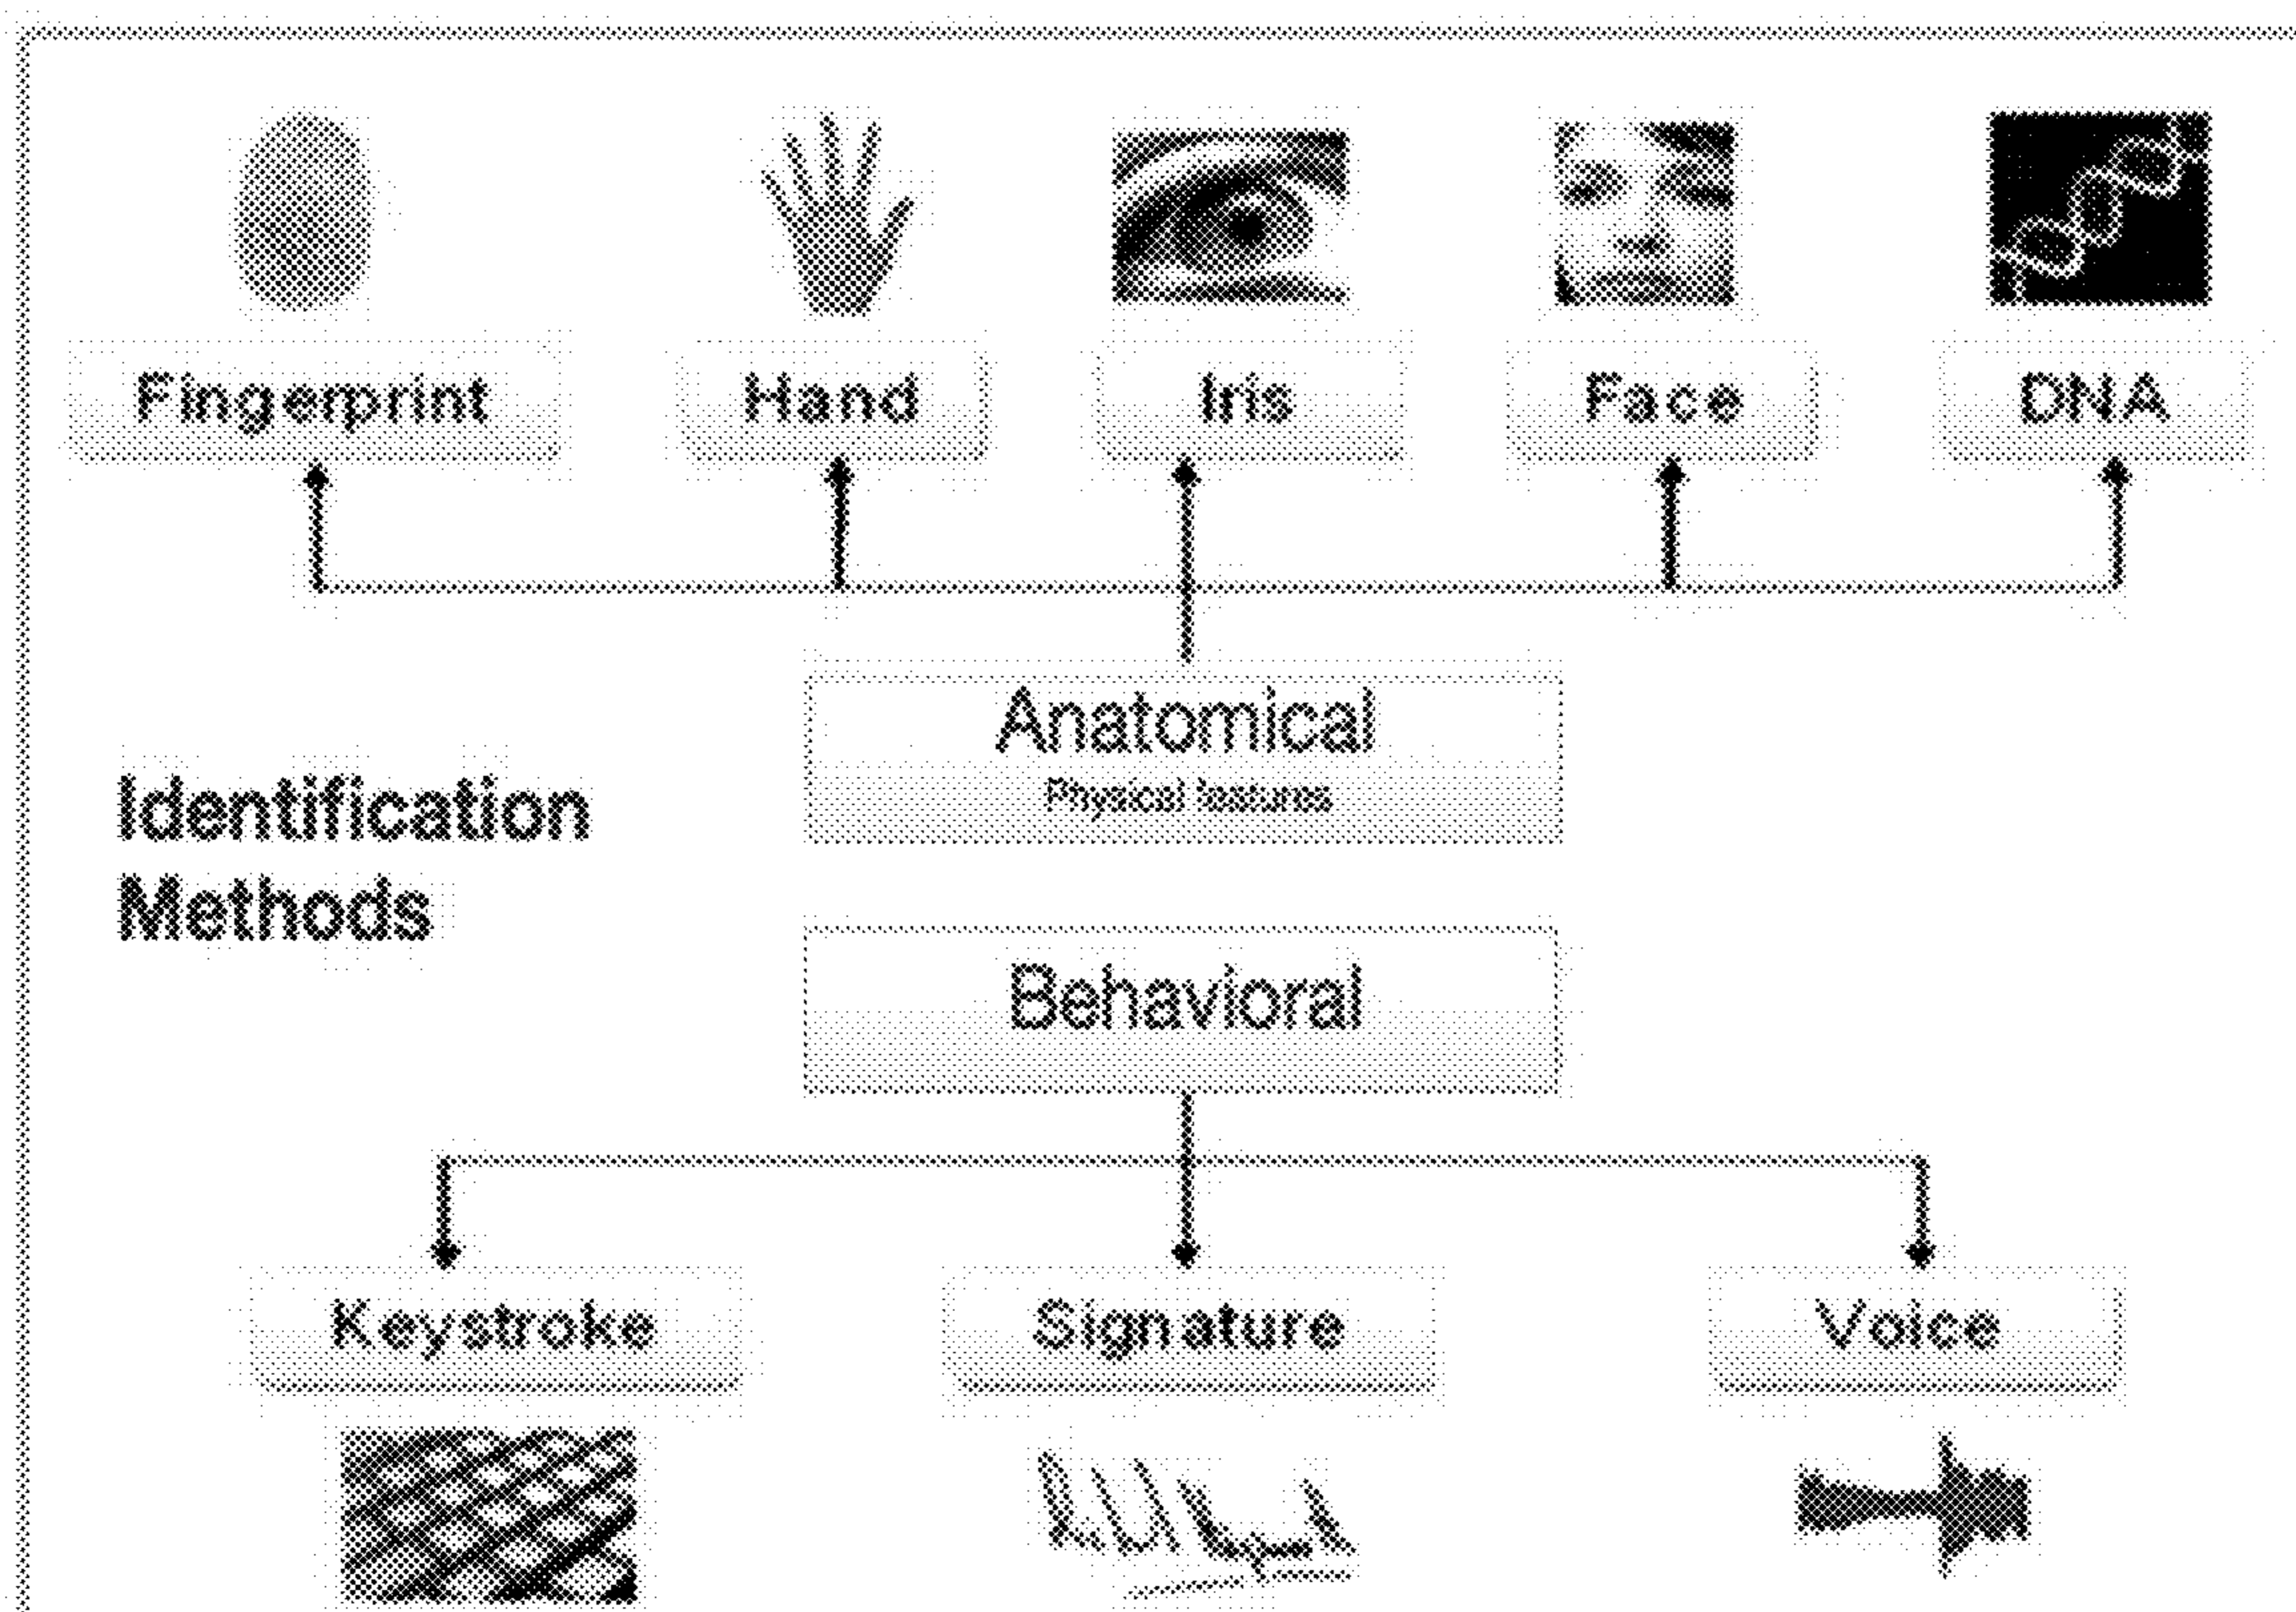 Fingerprint
Hand
Iris
Face
DNA
Anatomical
Physical features
Identification
Methods
Behavioral
Keystroke
Signature
Voice